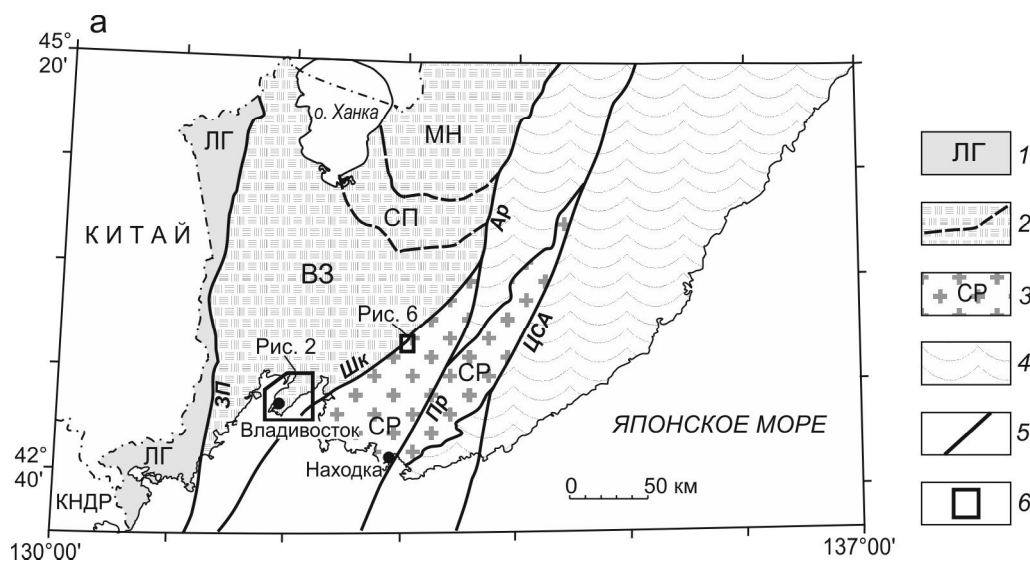 а
45°
20'
о. Ханка
МН
ЛГ
ЛГ
1
КИТАЙ
СП
Ар
2
ВЗ
СР
3
Рис. 6
ЦСА
Рис. 2
Шк
СР
4
ЗП
Пр
Владивосток
СР
ЯПОНСКОЕ МОРЕ
5
ЛГ
Находка
42°
40'
0 50 км
КНДР
6
130°00'
137°00'